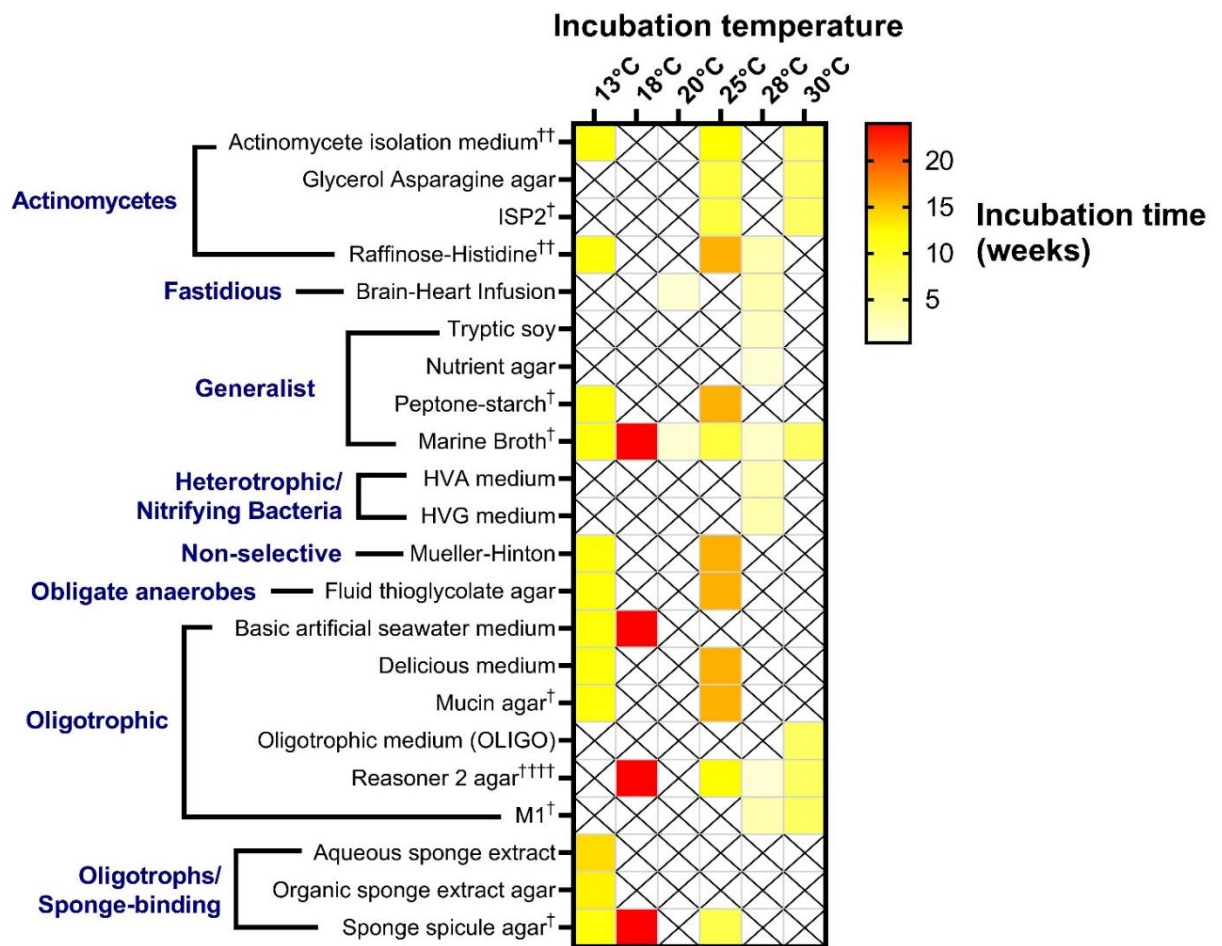 Incubation temperature
13°C 18°C 20°C 25°C 28°C 30°C
Actinomycetes
Actinomycete isolation medium††
Glycerol Asparagine agar
ISP2†
Raffinose-Histidine††
Fastidious
Brain-Heart Infusion
Generalist
Tryptic soy
Nutrient agar
Peptone-starch†
Marine Broth†
Heterotrophic/
Nitrifying Bacteria
HVA medium
HVG medium
Non-selective
Mueller-Hinton
Obligate anaerobes
Fluid thioglycolate agar
Oligotrophic
Basic artificial seawater medium
Delicious medium
Mucin agar†
Oligotrophic medium (OLIGO)
Reasoner 2 agar††††
M1†
Oligotrophs/
Sponge-binding
Aqueous sponge extract
Organic sponge extract agar
Sponge spicule agar†
20
15
10
5
Incubation time
(weeks)